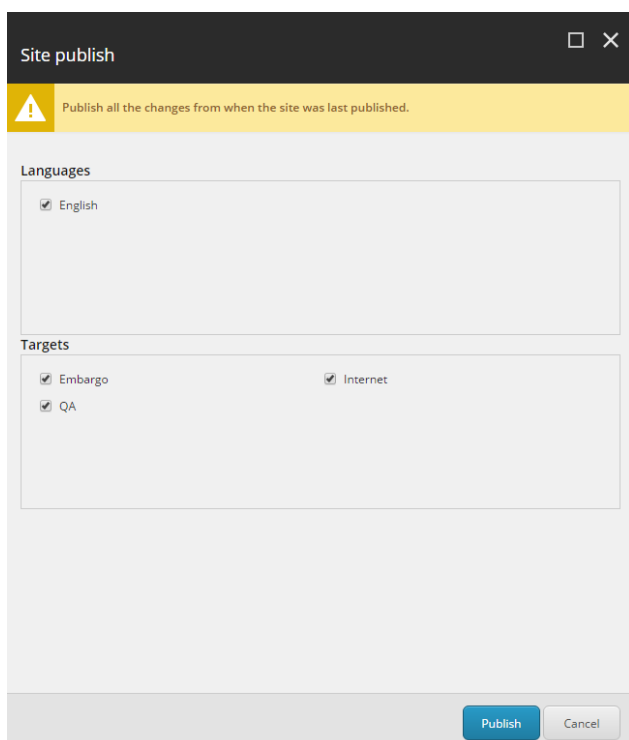 Site publish
Publish all the changes from when the site was last published.
Languages
English
Targets
Embargo Internet
QA
Publish Cancel